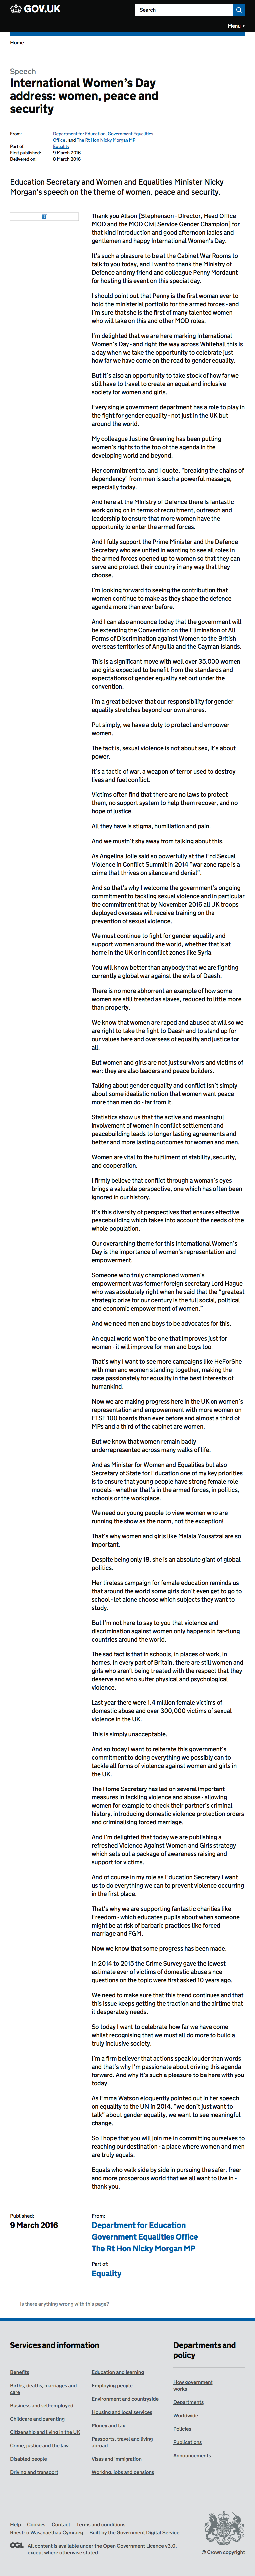 GOV.UK
Search
Menu
Home
Speech
International Women's Day
address: women, peace and
security
From: Department for Education, Government Equalities
Office, and The Rt Hon Nicky Morgan MP
Part of: Equality
First published: 9 March 2016
Delivered on: 8 March 2016
Education Secretary and Women and Equalities Minister Nicky
Morgan's speech on the theme of women, peace and security.
Thank you Alison [Stephenson - Director, Head Office
MOD and the MOD Civil Service Gender Champion] for
that kind introduction and good afternoon ladies and
gentlemen and happy International Women's Day.
It's such a pleasure to be at the Cabinet War Rooms to
talk to you today, and I want to thank the Ministry of
Defence and my friend and colleague Penny Mordaunt
for hosting this event on this special day.
I should point out that Penny is the first woman ever to
hold the ministerial portfolio for the armed forces - and
I'm sure that she is the first of many talented women
who will take on this and other MOD roles.
I'm delighted that we are here marking International
Women's Day - and right the way across Whitehall this is
a day when we take the opportunity to celebrate just
how far we have come on the road to gender equality.
But it's also an opportunity to take stock of how far we
still have to travel to create an equal and inclusive
society for women and girls.
Every single government department has a role to play in
the fight for gender equality - not just in the UK but
around the world.
My colleague Justine Greening has been putting
women's rights to the top of the agenda in the
developing world and beyond.
Her commitment to, and I quote, "breaking the chains of
dependency" from men is such a powerful message,
especially today.
And here at the Ministry of Defence there is fantastic
work going on in terms of recruitment, outreach and
leadership to ensure that more women have the
opportunity to enter the armed forces.
And I fully support the Prime Minister and the Defence
Secretary who are united in wanting to see all roles in
the armed forces opened up to women so that they can
serve and protect their country in any way that they
choose.
I'm looking forward to seeing the contribution that
women continue to make as they shape the defence
agenda more than ever before.
And I can also announce today that the government will
be extending the Convention on the Elimination of All
Forms of Discrimination against Women to the British
overseas territories of Anguilla and the Cayman Islands.
This is a significant move with well over 35,000 women
and girls expected to benefit from the standards and
expectations of gender equality set out under the
convention.
I'm a great believer that our responsibility for gender
equality stretches beyond our own shores.
Put simply, we have a duty to protect and empower
women.
The fact is, sexual violence is not about sex, it's about
power.
It's a tactic of war, a weapon of terror used to destroy
lives and fuel conflict.
Victims often find that there are no laws to protect
them, no support system to help them recover, and no
hope of justice.
All they have is stigma, humiliation and pain.
And we mustn't shy away from talking about this.
As Angelina Jolie said so powerfully at the End Sexual
Violence in Conflict Summit in 2014 "war zone rape is a
crime that thrives on silence and denial".
And so that's why I welcome the government's ongoing
commitment to tackling sexual violence and in particular
the commitment that by November 2016 all UK troops
deployed overseas will receive training on the
prevention of sexual violence.
We must continue to fight for gender equality and
support women around the world, whether that's at
home in the UK or in conflict zones like Syria.
You will know better than anybody that we are fighting
currently a global war against the evils of Daesh.
There is no more abhorrent an example of how some
women are still treated as slaves, reduced to little more
than property.
We know that women are raped and abused at will so we
are right to take the fight to Daesh and to stand up for
our values here and overseas of equality and justice for
all.
But women and girls are not just survivors and victims of
war; they are also leaders and peace builders.
Talking about gender equality and conflict isn't simply
about some idealistic notion that women want peace
more than men do - far from it.
Statistics show us that the active and meaningful
involvement of women in conflict settlement and
peacebuilding leads to longer lasting agreements and
better and more lasting outcomes for women and men.
Women are vital to the fulfilment of stability, security,
and cooperation.
I firmly believe that conflict through a woman's eyes
brings a valuable perspective, one which has often been
ignored in our history.
It's this diversity of perspectives that ensures effective
peacebuilding which takes into account the needs of the
whole population.
Our overarching theme for this International Women's
Day is the importance of women's representation and
empowerment.
Someone who truly championed women's
empowerment was former foreign secretary Lord Hague
who was absolutely right when he said that the "greatest
strategic prize for our century is the full social, political
and economic empowerment of women."
And we need men and boys to be advocates for this.
An equal world won't be one that improves just for
women - it will improve for men and boys too.
That's why I want to see more campaigns like HeForShe
with men and women standing together, making the
case passionately for equality in the best interests of
humankind.
Now we are making progress here in the UK on women's
representation and empowerment with more women on
FTSE 100 boards than ever before and almost a third of
MPs and a third of the cabinet are women.
But we know that women remain badly
underrepresented across many walks of life.
And as Minister for Women and Equalities but also
Secretary of State for Education one of my key priorities
is to ensure that young people have strong female role
models - whether that's in the armed forces, in politics,
schools or the workplace.
We need our young people to view women who are
running the show as the norm, not the exception!
That's why women and girls like Malala Yousafzai are so
important.
Despite being only 18, she is an absolute giant of global
politics.
Her tireless campaign for female education reminds us
that around the world some girls don't even get to go to
school - let alone choose which subjects they want to
study.
But I'm not here to say to you that violence and
discrimination against women only happens in far-flung
countries around the world.
The sad fact is that in schools, in places of work, in
homes, in every part of Britain, there are still women and
girls who aren't being treated with the respect that they
deserve and who suffer physical and psychological
violence.
Last year there were 1.4 million female victims of
domestic abuse and over 300,000 victims of sexual
violence in the UK.
This is simply unacceptable.
And so today I want to reiterate this government's
commitment to doing everything we possibly can to
tackle all forms of violence against women and girls in
the UK.
The Home Secretary has led on several important
measures in tackling violence and abuse - allowing
women for example to check their partner's criminal
history, introducing domestic violence protection orders
and criminalising forced marriage.
And I'm delighted that today we are publishing a
refreshed Violence Against Women and Girls strategy
which sets out a package of awareness raising and
support for victims.
And of course in my role as Education Secretary I want
us to do everything we can to prevent violence occurring
in the first place.
That's why we are supporting fantastic charities like
Freedom - which educates pupils about where someone
might be at risk of barbaric practices like forced
marriage and FGM.
Now we know that some progress has been made.
In 2014 to 2015 the Crime Survey gave the lowest
estimate ever of victims of domestic abuse since
questions on the topic were first asked 10 years ago.
We need to make sure that this trend continues and that
this issue keeps getting the traction and the airtime that
it desperately needs.
So today I want to celebrate how far we have come
whilst recognising that we must all do more to build a
truly inclusive society.
I'm a firm believer that actions speak louder than words
and that's why I'm passionate about driving this agenda
forward. And why it's such a pleasure to be here with you
today.
As Emma Watson eloquently pointed out in her speech
on equality to the UN in 2014, "we don't just want to
talk" about gender equality, we want to see meaningful
change.
So I hope that you will join me in committing ourselves to
reaching our destination - a place where women and men
are truly equals.
Equals who walk side by side in pursuing the safer, freer
and more prosperous world that we all want to live in -
thank you.
Published:
9 March 2016
From:
Department for Education
Government Equalities Office
The Rt Hon Nicky Morgan MP
Part of:
Equality
Is there anything wrong with this page?
Services and information
Benefits
Births, deaths, marriages and
care
Business and self-employed
Childcare and parenting
Citizenship and living in the UK
Crime, justice and the law
Disabled people
Driving and transport
Education and learning
Employing people
Environment and countryside
Housing and local services
Money and tax
Passports, travel and living
abroad
Visas and immigration
Working, jobs and pensions
Departments and
policy
How government
works
Departments
Worldwide
Policies
Publications
Announcements
Help Cookies Contact Terms and conditions
Rhestr o Wasanaethau Cymraeg Built by the Government Digital Service
OGL All content is available under the Open Government Licence v3.0,
except where otherwise stated
© Crown copyright